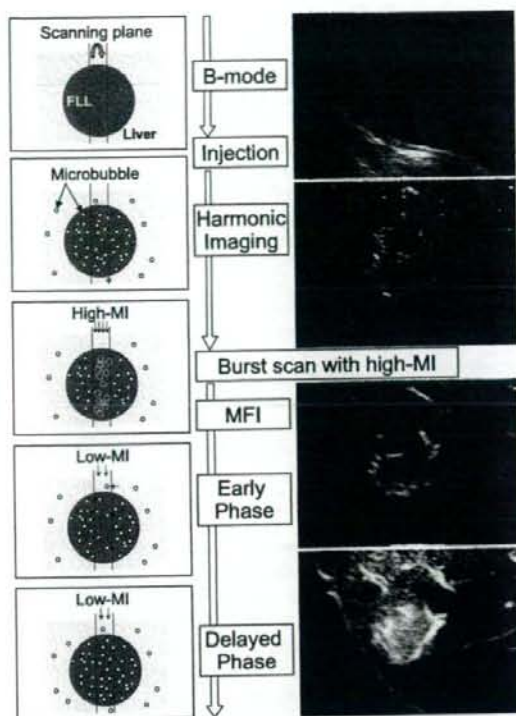 Scanning plane
FLL
Liver
B-mode
Injection
Microbubble
Harmonic
Imaging
High-MI
Burst scan with high-MI
MFI
Low-MI
Early
Phase
Low-MI
Delayed
Phase